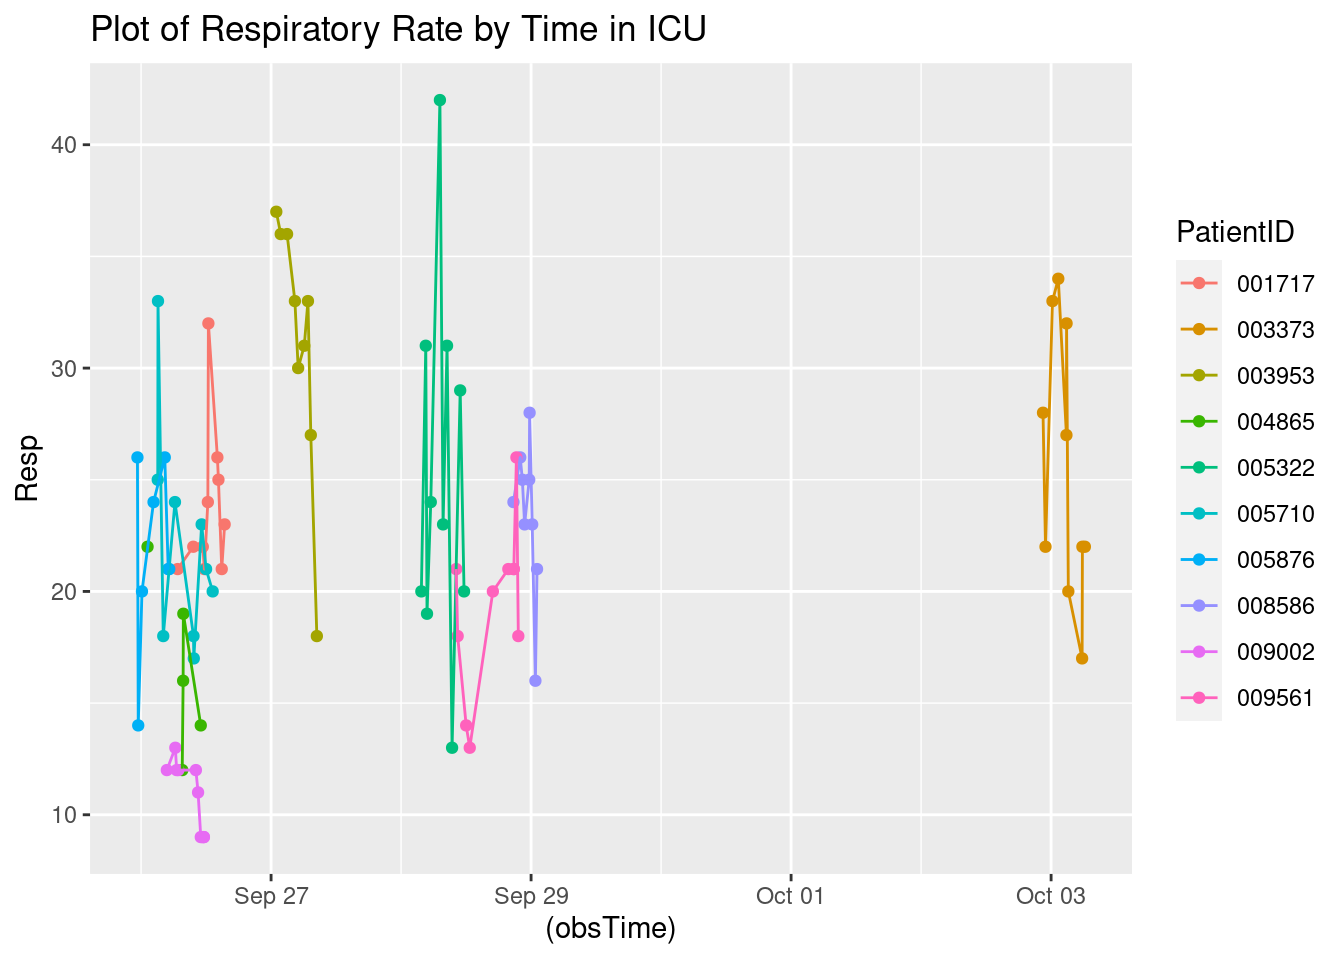 Plot of Respiratory Rate by Time in ICU
Resp
40
30
20
10
Sep 27
Sep 29
Oct 01
Oct 03
(obsTime)
PatientID
001717
003373
003953
004865
005322
005710
005876
008586
009002
009561